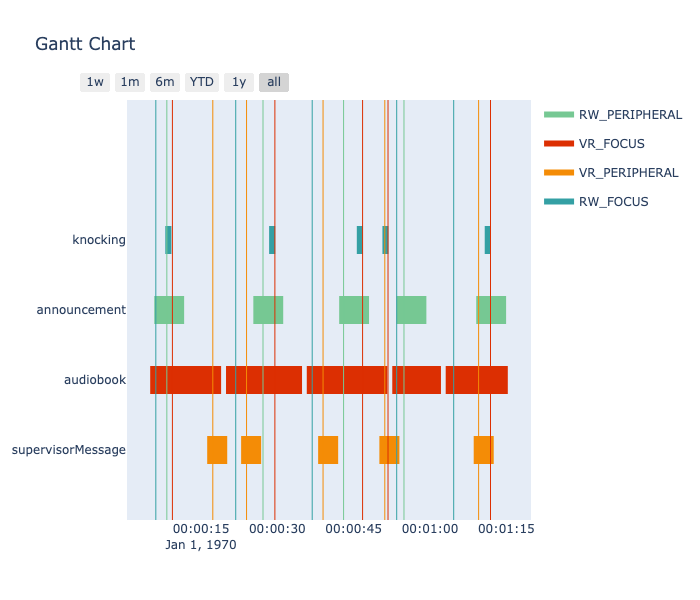 Gantt Chart
1w 1m 6m YTD 1y all
RW_PERIPHERAL
VR_FOCUS
VR_PERIPHERAL
RW_FOCUS
knocking
announcement
audiobook
supervisorMessage
00:00:15 00:00:30 00:00:45 00:01:00 00:01:15
Jan 1, 1970